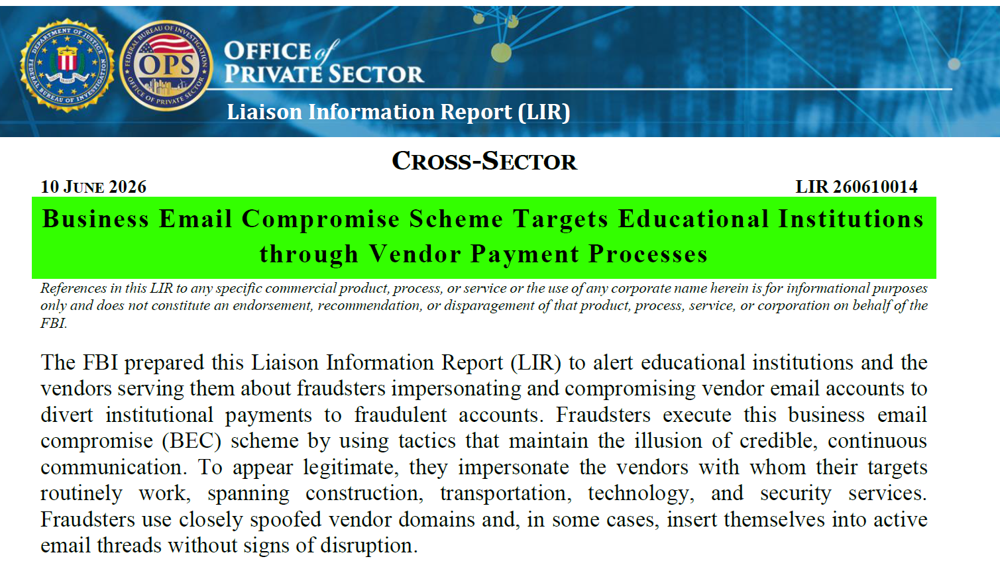 DEPARTMENT OF JUSTICE
FEDERAL BUREAU OF INVESTIGATION
FEDERAL BUREAU OF INVESTIGATION
OPS
OFFICE OF PRIVATE SECTOR
OFFICE of
PRIVATE SECTOR
Liaison Information Report (LIR)
CROSS-SECTOR
10 JUNE 2026 LIR 260610014
Business Email Compromise Scheme Targets Educational Institutions
through Vendor Payment Processes
References in this LIR to any specific commercial product, process, or service or the use of any corporate name herein is for informational purposes
only and does not constitute an endorsement, recommendation, or disparagement of that product, process, service, or corporation on behalf of the
FBI.
The FBI prepared this Liaison Information Report (LIR) to alert educational institutions and the
vendors serving them about fraudsters impersonating and compromising vendor email accounts to
divert institutional payments to fraudulent accounts. Fraudsters execute this business email
compromise (BEC) scheme by using tactics that maintain the illusion of credible, continuous
communication. To appear legitimate, they impersonate the vendors with whom their targets
routinely work, spanning construction, transportation, technology, and security services.
Fraudsters use closely spoofed vendor domains and, in some cases, insert themselves into active
email threads without signs of disruption.